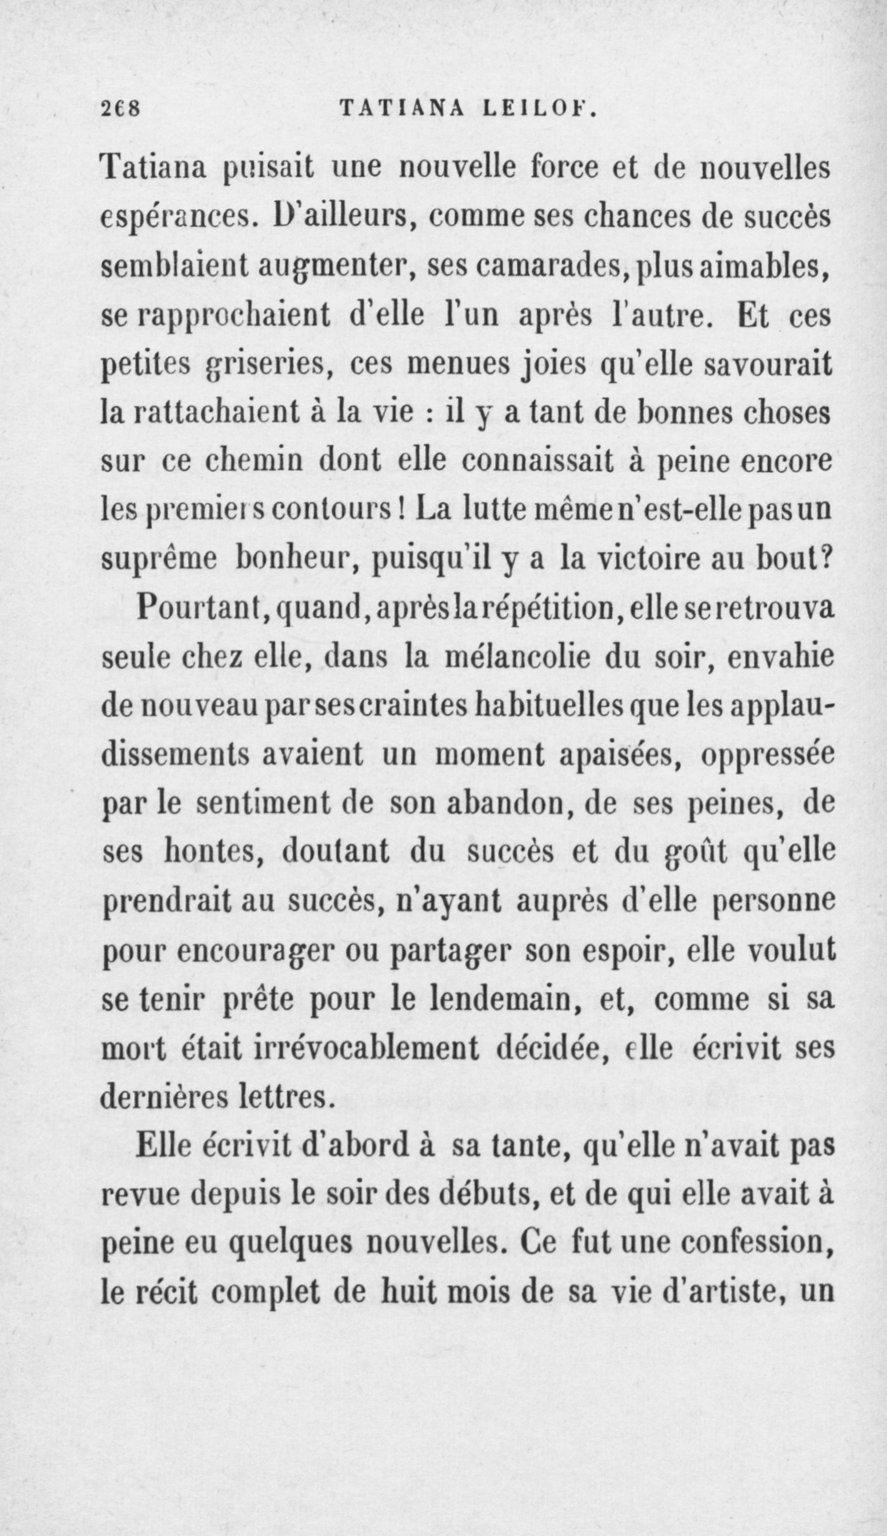 268 TATIANA LEILOF.
Tatiana puisait une nouvelle force et de nouvelles
espérances. D'ailleurs, comme ses chances de succès
semblaient augmenter, ses camarades, plus aimables,
se rapprochaient d'elle l'un après l'autre. Et ces
petites griseries, ces menues joies qu'elle savourait
la rattachaient à la vie : il y a tant de bonnes choses
sur ce chemin dont elle connaissait à peine encore
les premiers contours ! La lutte même n'est-elle pas un
suprême bonheur, puisqu'il y a la victoire au bout?
Pourtant, quand, après la répétition, elle se retrouva
seule chez elle, dans la mélancolie du soir, envahie
de nouveau par ses craintes habituelles que les applau-
dissements avaient un moment apaisées, oppressée
par le sentiment de son abandon, de ses peines, de
ses hontes, doutant du succès et du goût qu'elle
prendrait au succès, n'ayant auprès d'elle personne
pour encourager ou partager son espoir, elle voulut
se tenir prête pour le lendemain, et, comme si sa
mort était irrévocablement décidée, elle écrivit ses
dernières lettres.
Elle écrivit d'abord à sa tante, qu'elle n'avait pas
revue depuis le soir des débuts, et de qui elle avait à
peine eu quelques nouvelles. Ce fut une confession,
le récit complet de huit mois de sa vie d'artiste, un